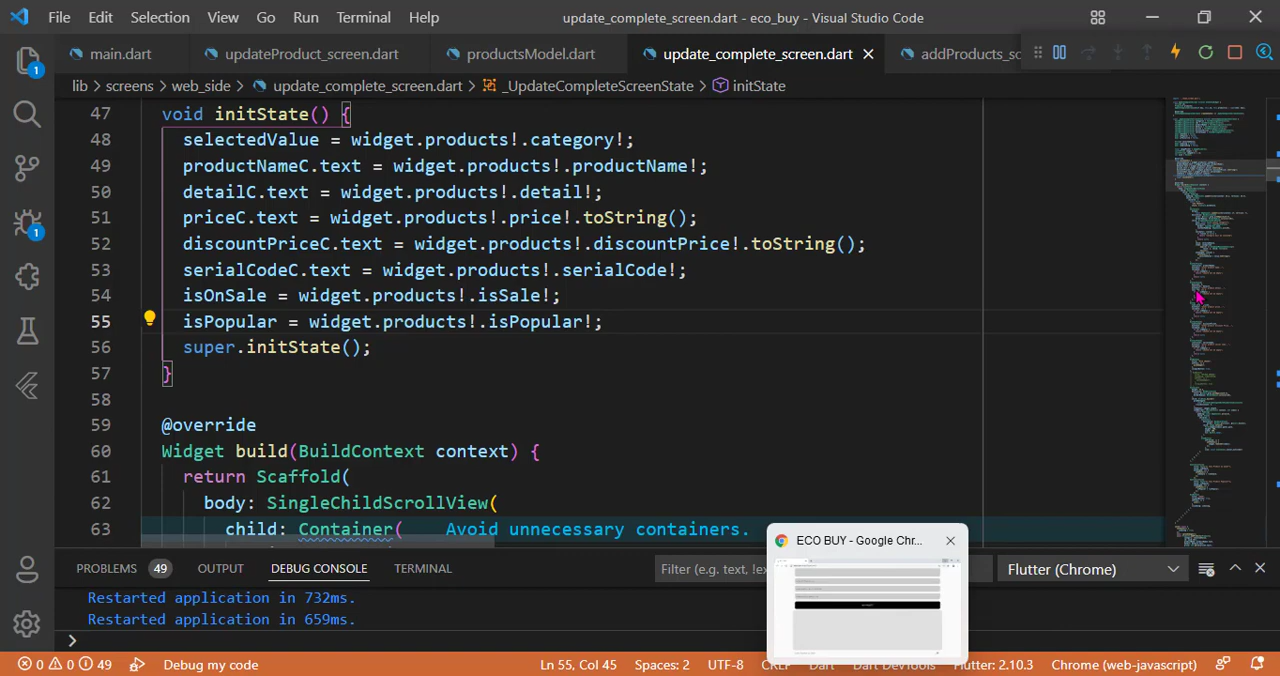 File Edit Selection View Go Run Terminal Help update_complete_screen.dart - eco_buy - Visual Studio Code
main.dart updateProduct_screen.dart productsModel.dart update_complete_screen.dart addProducts_sc
lib > screens > web_side > update_complete_screen.dart > _UpdateCompleteScreenState > initState
47 void initState() {
48 selectedValue = widget.products!.category!;
49 productNameC.text = widget.products!.productName!;
50 detailC.text = widget.products!.detail!;
51 priceC.text = widget.products!.price!.toString();
52 discountPriceC.text = widget.products!.discountPrice!.toString();
53 serialCodeC.text = widget.products!.serialCode!;
54 isOnSale = widget.products!.isSale!;
55 isPopular = widget.products!.isPopular!;
56 super.initState();
57 }
58
59 @override
60 Widget build(BuildContext context) {
61 return Scaffold(
62 body: SingleChildScrollView(
63 child: Container( Avoid unnecessary containers.
ECO BUY - Google Chr...
PROBLEMS 49 OUTPUT DEBUG CONSOLE TERMINAL Filter (e.g. text, !e Flutter (Chrome)
Restarted application in 732ms.
Restarted application in 659ms.
>
0 0 49 Debug my code Ln 55, Col 45 Spaces: 2 UTF-8 CRLF Dart Dart DevTools Flutter: 2.10.3 Chrome (web-javascript)
1
1